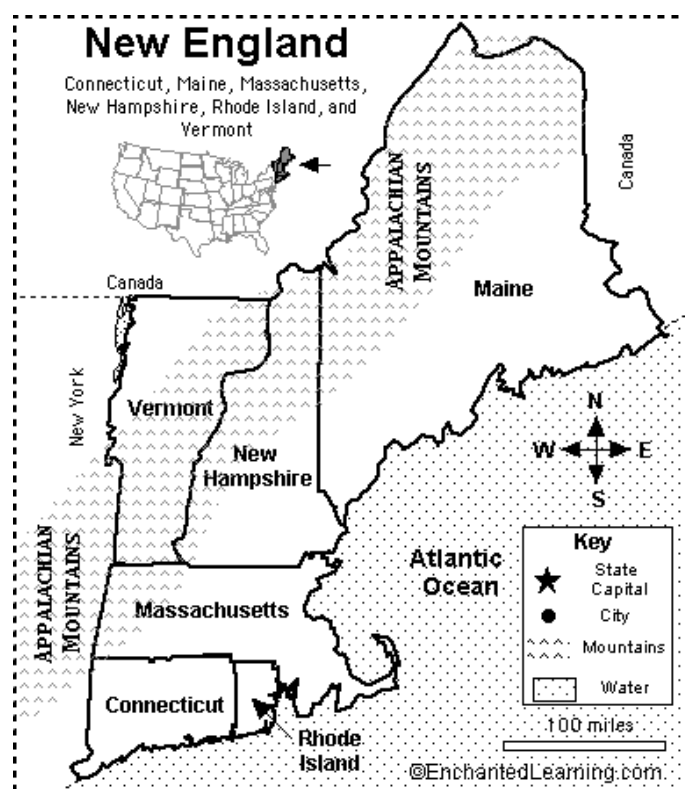 New England
Connecticut, Maine, Massachusetts,
New Hampshire, Rhode Island, and
Vermont
Canada
APPALACHIAN
MOUNTAINS
Maine
Canada
New York
Vermont
New
Hampshire
N
W E
S
APPALACHIAN
MOUNTAINS
Massachusetts
Atlantic
Ocean
Connecticut
Rhode
Island
Key
State
Capital
City
Mountains
Water
100 miles
©EnchantedLearning.com